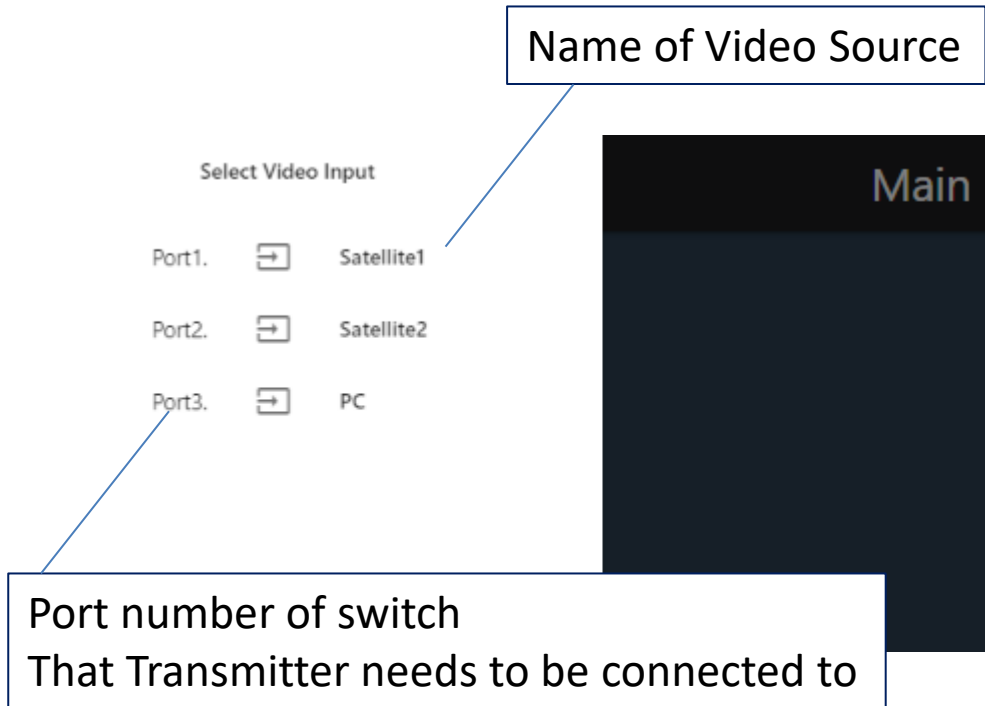 Name of Video Source
Select Video Input
Main
Port1. Satellite1
Port2. Satellite2
Port3. PC
Port number of switch
That Transmitter needs to be connected to